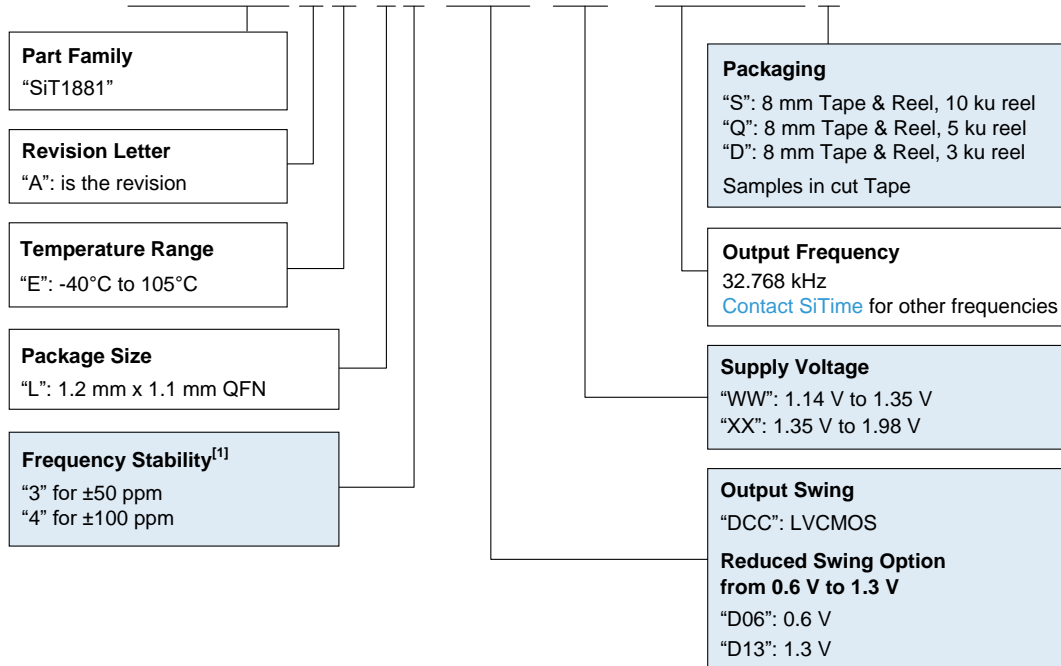 Part Family
“SiT1881”
Revision Letter
“A”: is the revision
Temperature Range
“E”: -40°C to 105°C
Package Size
“L”: 1.2 mm x 1.1 mm QFN
Frequency Stability[1]
“3” for ±50 ppm
“4” for ±100 ppm
Packaging
“S”: 8 mm Tape & Reel, 10 ku reel
“Q”: 8 mm Tape & Reel, 5 ku reel
“D”: 8 mm Tape & Reel, 3 ku reel
Samples in cut Tape
Output Frequency
32.768 kHz
Contact SiTime for other frequencies
Supply Voltage
“WW”: 1.14 V to 1.35 V
“XX”: 1.35 V to 1.98 V
Output Swing
“DCC”: LVCMOS
Reduced Swing Option
from 0.6 V to 1.3 V
“D06”: 0.6 V
“D13”: 1.3 V